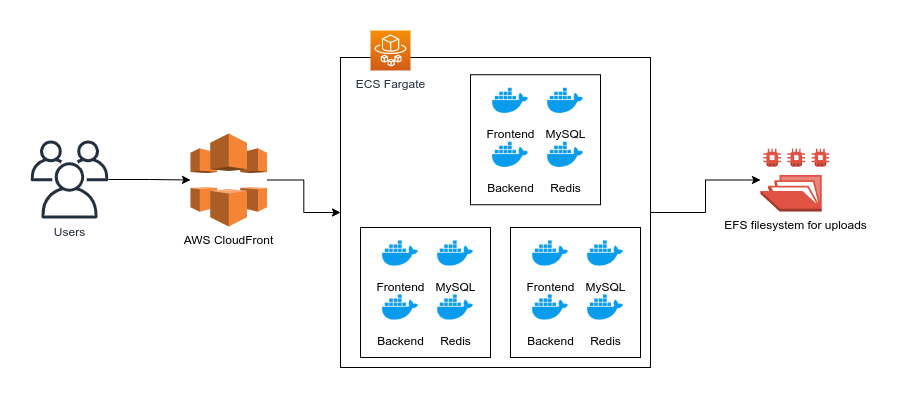 ECS Fargate
Frontend MySQL
Backend Redis
Users
AWS CloudFront
EFS filesystem for uploads
Frontend MySQL
Backend Redis
Frontend MySQL
Backend Redis